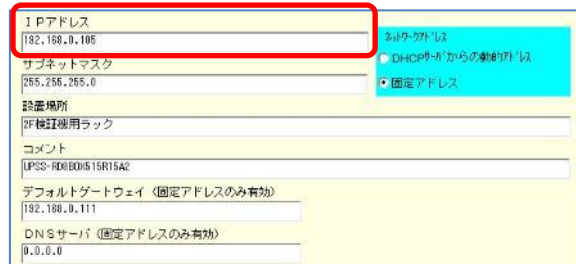 IPアドレス
192.168.0.105
ネットワークアドレス
DHCPサーバからの動的アドレス
固定アドレス
サブネットマスク
255.255.255.0
設置場所
2F検証機用ラック
コメント
デフォルトゲートウェイ（固定アドレスのみ有効）
192.168.0.111
DNSサーバ（固定アドレスのみ有効）
0.0.0.0